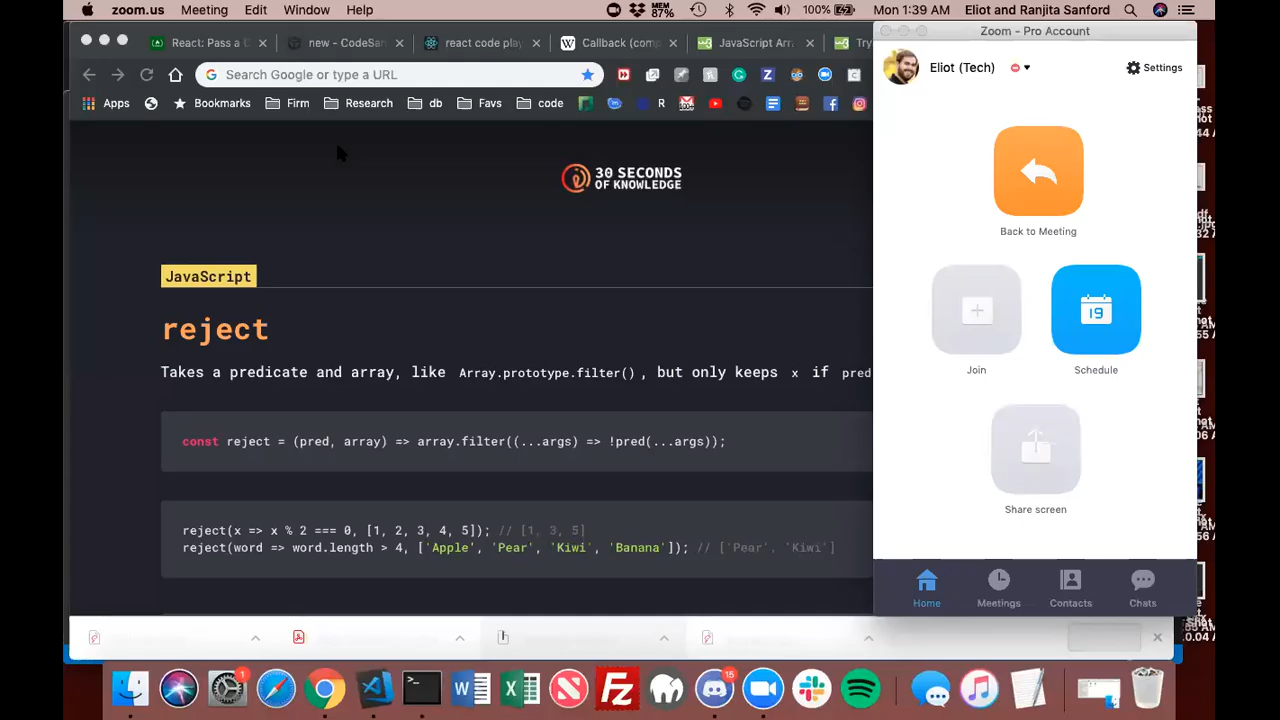 zoom.us Meeting Edit Window Help MEM 87% 100% Mon 1:39 AM Eliot and Ranjita Sanford
React: Pass a C new - CodeSan react code play Callback (comp JavaScript Arr Try
Search Google or type a URL
Apps Bookmarks Firm Research db Favs code R
30 SECONDS
OF KNOWLEDGE
JavaScript
reject
Takes a predicate and array, like Array.prototype.filter() , but only keeps x if pred
const reject = (pred, array) => array.filter((...args) => !pred(...args));
reject(x => x % 2 === 0, [1, 2, 3, 4, 5]); // [1, 3, 5]
reject(word => word.length > 4, ['Apple', 'Pear', 'Kiwi', 'Banana']); // ['Pear', 'Kiwi']
Zoom - Pro Account
Eliot (Tech)
Settings
Back to Meeting
19
Join Schedule
Share screen
Home Meetings Contacts Chats
1
15